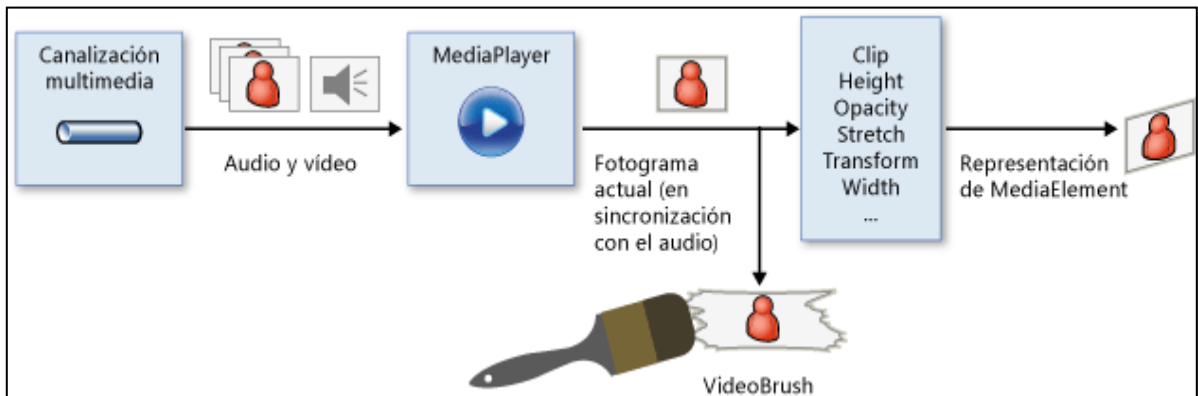 Canalización
multimedia
Audio y vídeo
MediaPlayer
Fotograma
actual (en
sincronización
con el audio)
Clip
Height
Opacity
Stretch
Transform
Width
...
Representación
de MediaElement
VideoBrush